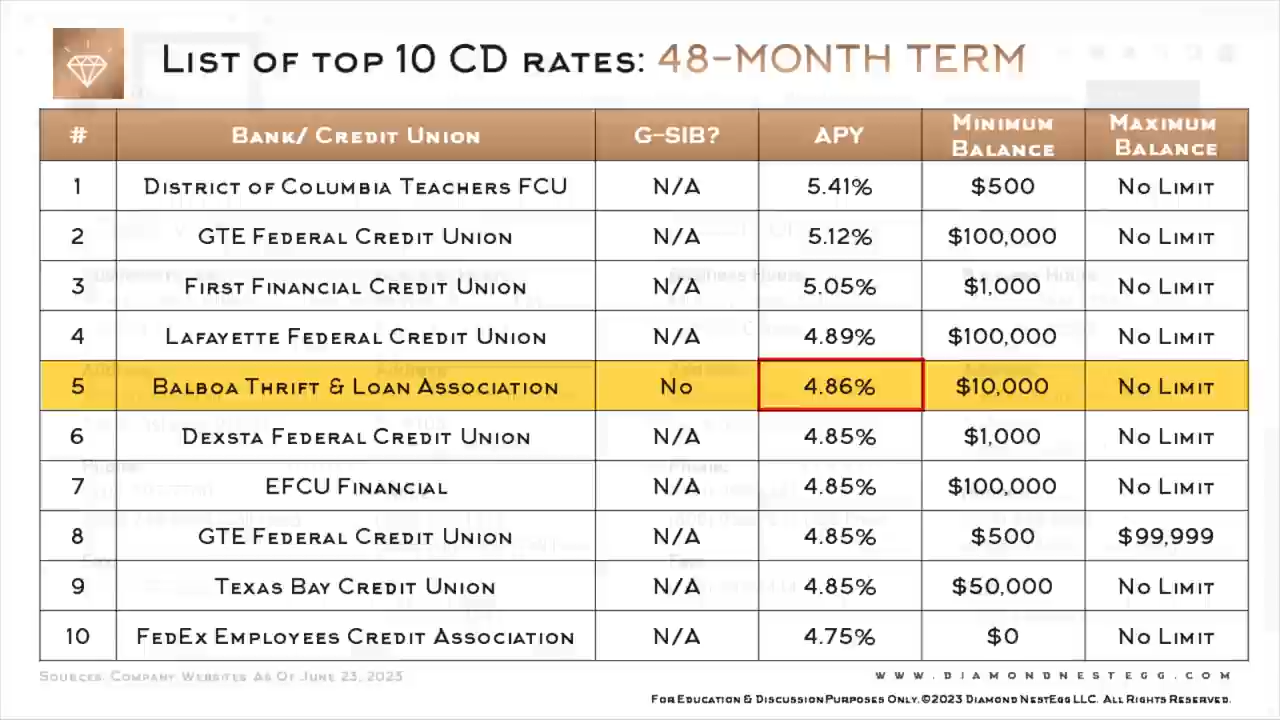 List of top 10 CD rates: 48-Month Term
# Bank/ Credit Union G-SIB? APY Minimum Balance Maximum Balance
1 District of Columbia Teachers FCU N/A 5.41% $500 No Limit
2 GTE Federal Credit Union N/A 5.12% $100,000 No Limit
3 First Financial Credit Union N/A 5.05% $1,000 No Limit
4 Lafayette Federal Credit Union N/A 4.89% $100,000 No Limit
5 Balboa Thrift & Loan Association No 4.86% $10,000 No Limit
6 Dexsta Federal Credit Union N/A 4.85% $1,000 No Limit
7 EFCU Financial N/A 4.85% $100,000 No Limit
8 GTE Federal Credit Union N/A 4.85% $500 $99,999
9 Texas Bay Credit Union N/A 4.85% $50,000 No Limit
10 FedEx Employees Credit Association N/A 4.75% $0 No Limit
Sources: Company Websites As Of June 23, 2023
www.diamondnestegg.com
For Education & Discussion Purposes Only. ©2023 Diamond NestEgg LLC. All Rights Reserved.